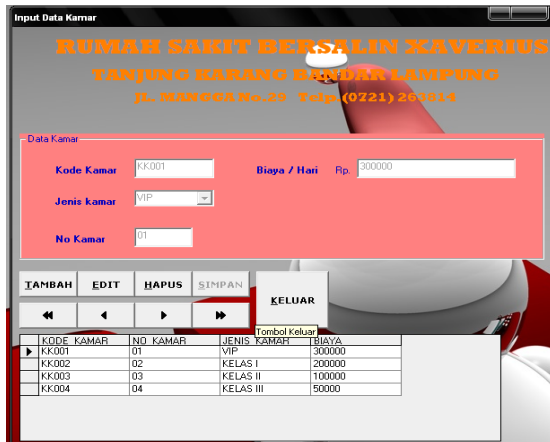 Input Data Kamar
RUMAH SAKIT BERSALIN XAVERIUS
TANJUNG KARANG BANDAR LAMPUNG
JL. MANGGA No.20 Telp.(0721) 263614
Data Kamar
Kode Kamar KK001 Biaya / Hari Rp. 300000
Jenis kamar VIP
No Kamar 01
TAMBAH EDIT HAPUS SIMPAN KELUAR
Tombol Keluar
KODE KAMAR NO KAMAR JENIS KAMAR BIAYA
KK001 01 VIP 300000
KK002 02 KELAS I 200000
KK003 03 KELAS II 100000
KK004 04 KELAS III 50000